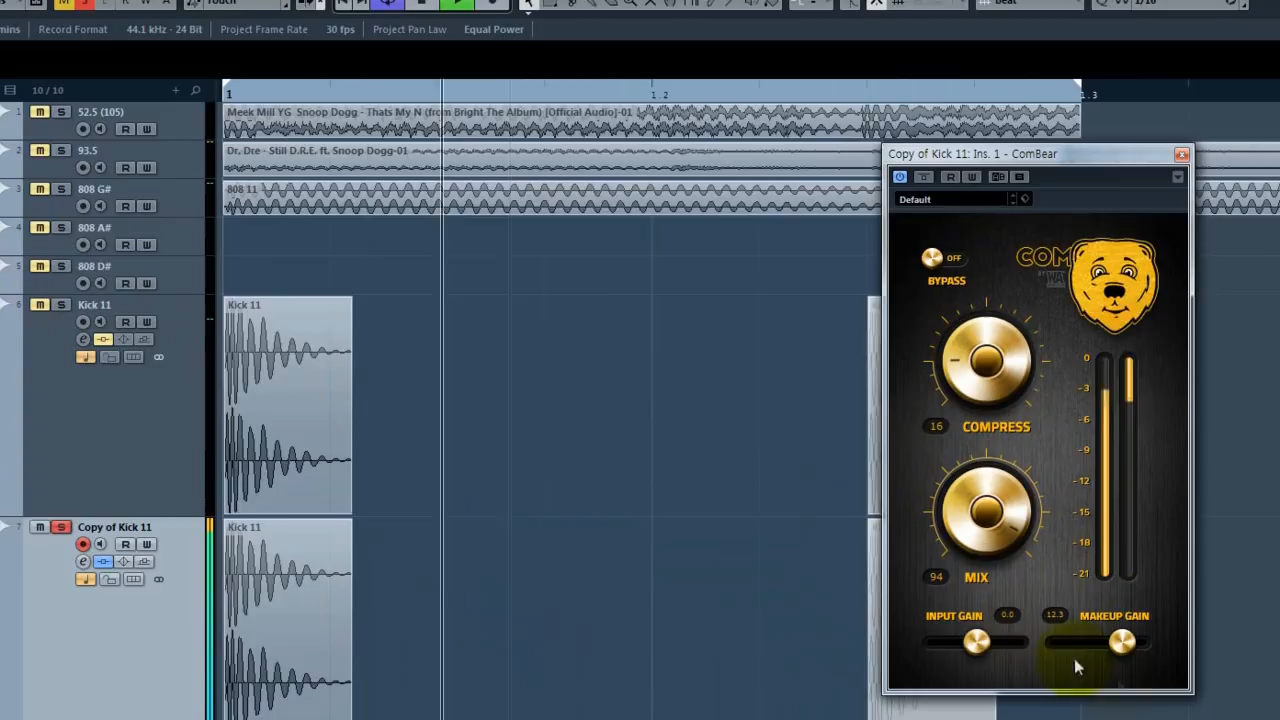 Touch
Beat
1/16
mins Record Format 44.1 kHz - 24 Bit Project Frame Rate 30 fps Project Pan Law Equal Power
10 / 10
1
1. 2
1. 3
1 M S 52.5 (105)
R W
Meek Mill YG Snoop Dogg - Thats My N (from Bright The Album) [Official Audio]-01
2 M S 93.5
R W
Dr. Dre - Still D.R.E. ft. Snoop Dogg-01
3 M S 808 G#
R W
808 11
4 M S 808 A#
R W
5 M S 808 D#
R W
6 M S Kick 11
R W
e
Kick 11
7 M S Copy of Kick 11
R W
e
Kick 11
Copy of Kick 11: Ins. 1 - ComBear
R W
Default
OFF
BYPASS
COM
16 COMPRESS
94 MIX
0
-3
-6
-9
-12
-15
-18
-21
INPUT GAIN 0.0 12.3 MAKEUP GAIN